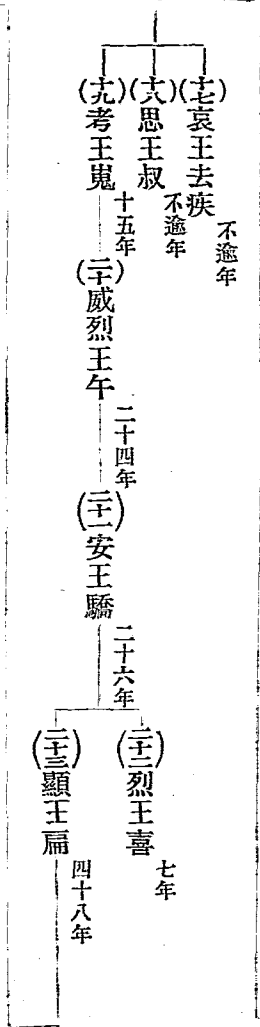 (十七)哀王去疾 不逾年
(十八)思王叔 不逾年
(十九)考王嵬 十五年
(二十)威烈王午 二十四年
(二十一)安王驕 二十六年
(二十二)烈王喜 七年
(二十三)顯王扁 四十八年